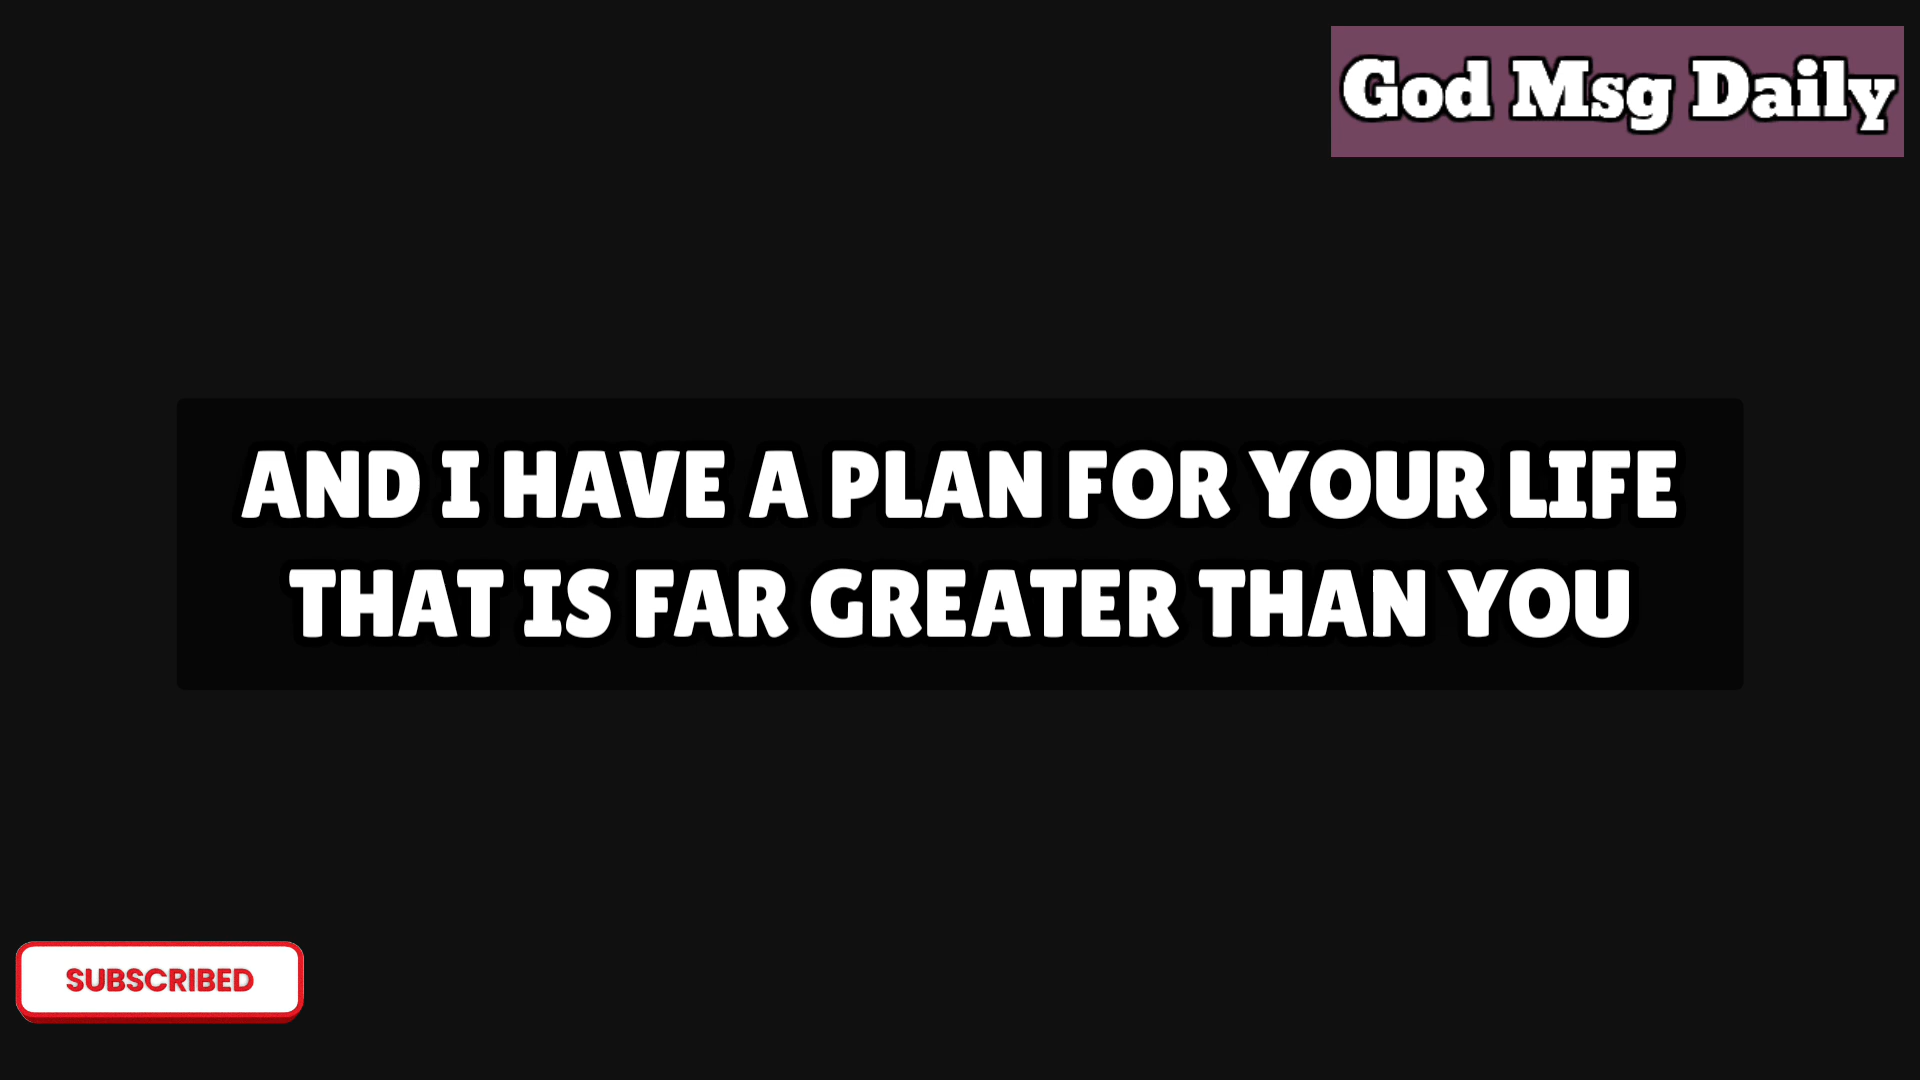 God Msg Daily
AND I HAVE A PLAN FOR YOUR LIFE
THAT IS FAR GREATER THAN YOU
SUBSCRIBED